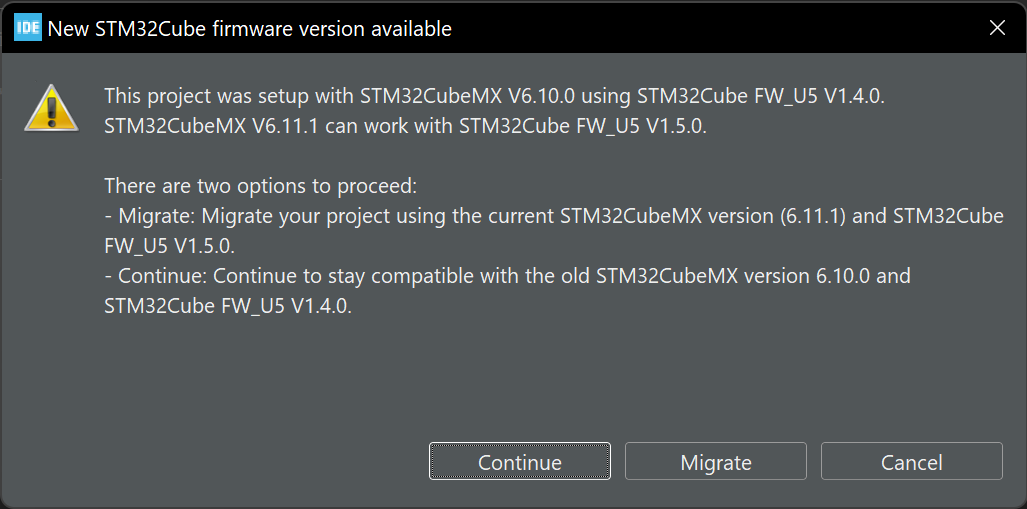 IDE New STM32Cube firmware version available
This project was setup with STM32CubeMX V6.10.0 using STM32Cube FW_U5 V1.4.0.
STM32CubeMX V6.11.1 can work with STM32Cube FW_U5 V1.5.0.
There are two options to proceed:
- Migrate: Migrate your project using the current STM32CubeMX version (6.11.1) and STM32Cube
FW_U5 V1.5.0.
- Continue: Continue to stay compatible with the old STM32CubeMX version 6.10.0 and
STM32Cube FW_U5 V1.4.0.
Continue Migrate Cancel